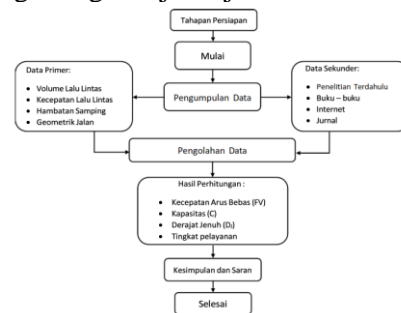 Tahapan Persiapan
Mulai
Pengumpulan Data
Data Primer:
• Volume Lalu Lintas
• Kecepatan Lalu Lintas
• Hambatan Samping
• Geometrik Jalan
Data Sekunder:
• Penelitian Terdahulu
• Buku – buku
• Internet
• Jurnal
Pengolahan Data
Hasil Perhitungan :
• Kecepatan Arus Bebas (FV)
• Kapasitas (C)
• Derajat Jenuh (Dⱼ)
• Tingkat pelayanan
Kesimpulan dan Saran
Selesai